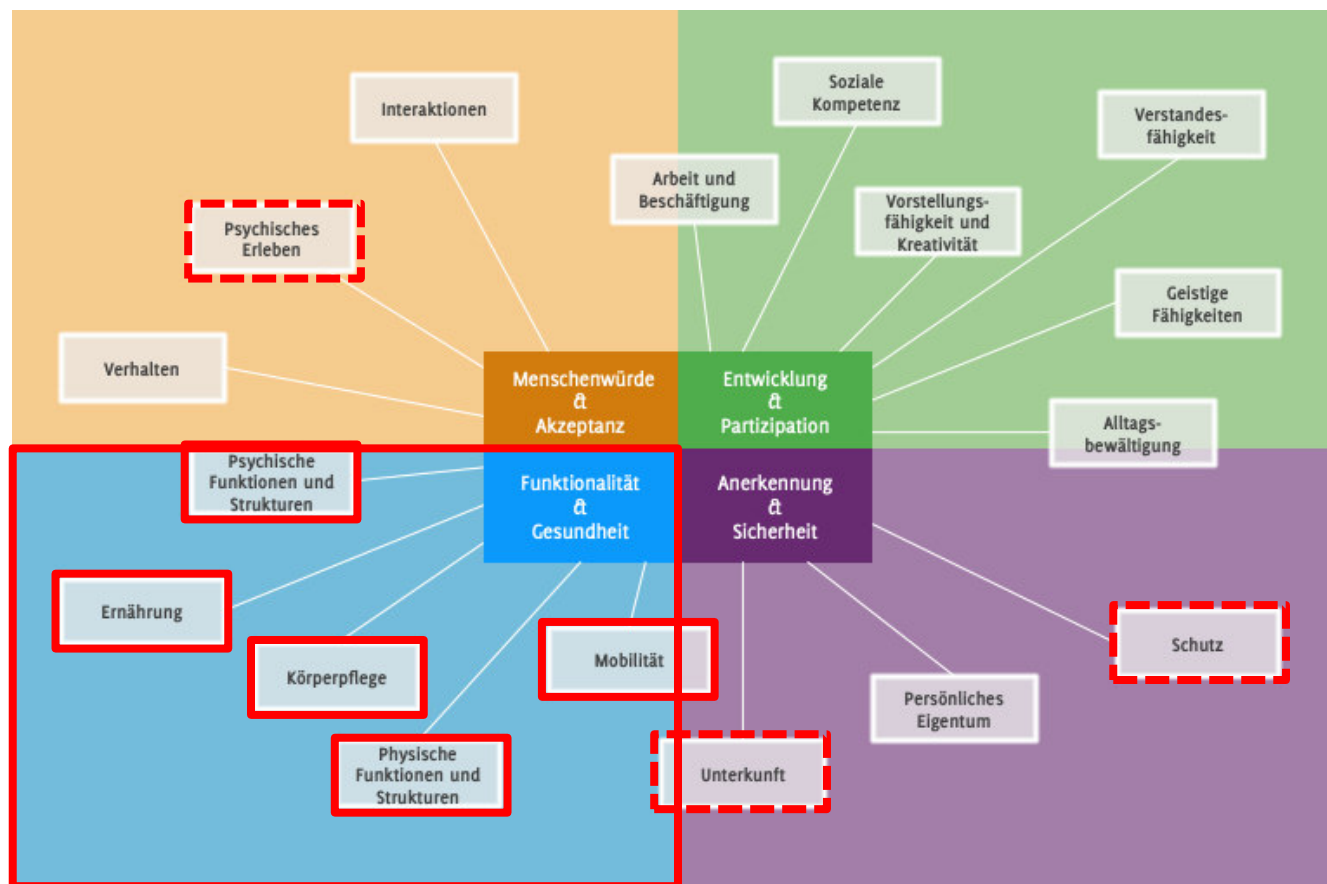 Interaktionen
Psychisches
Erleben
Verhalten
Menschenwürde
&
Akzeptanz
Soziale
Kompetenz
Verstandes-
fähigkeit
Arbeit und
Beschäftigung
Vorstellungs-
fähigkeit und
Kreativität
Geistige
Fähigkeiten
Alltags-
bewältigung
Entwicklung
&
Partizipation
Psychische
Funktionen und
Strukturen
Funktionalität
&
Gesundheit
Ernährung
Körperpflege
Mobilität
Physische
Funktionen und
Strukturen
Anerkennung
&
Sicherheit
Schutz
Persönliches
Eigentum
Unterkunft